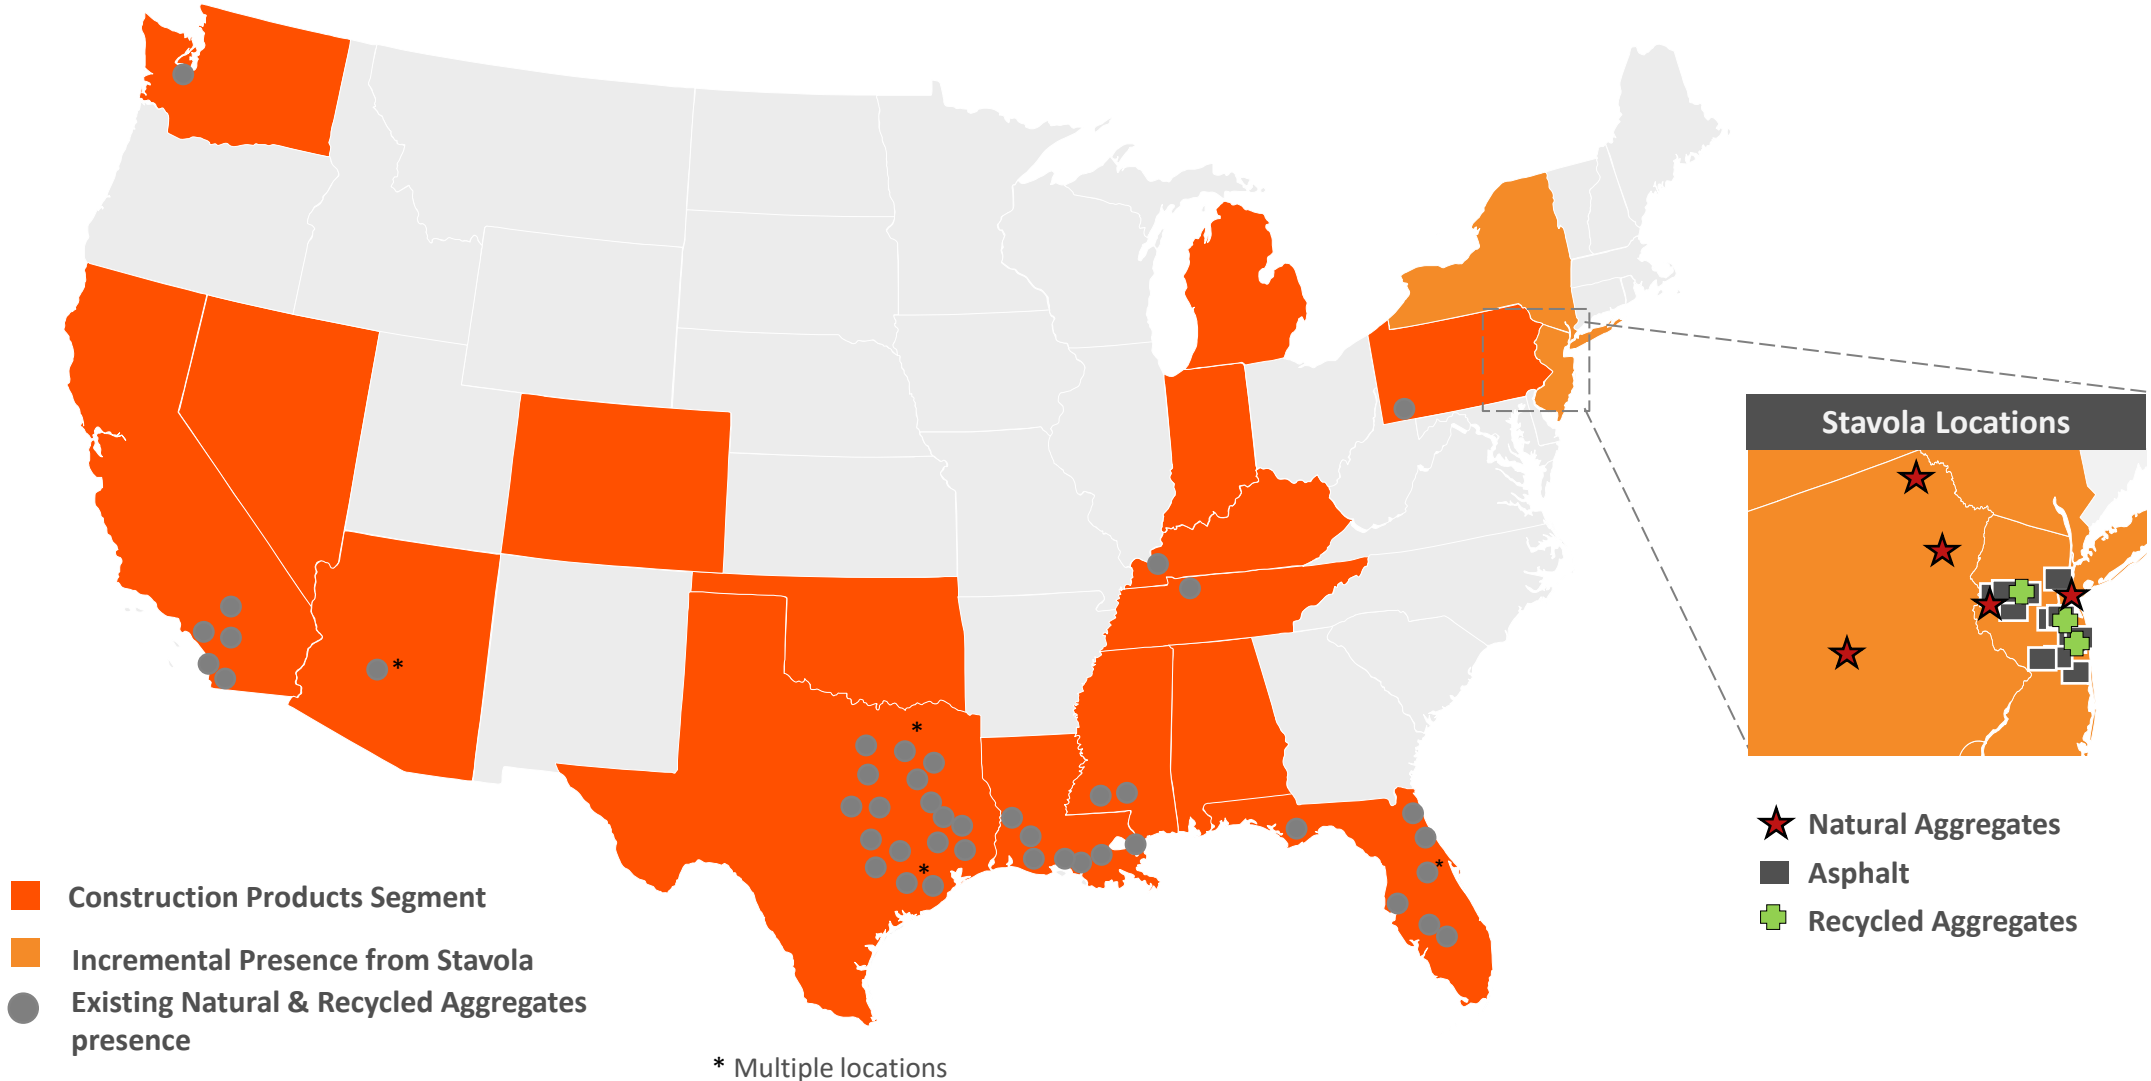 *
*
*
*
Stavola Locations
Natural Aggregates
Asphalt
Recycled Aggregates
Construction Products Segment
Incremental Presence from Stavola
Existing Natural & Recycled Aggregates
presence
* Multiple locations